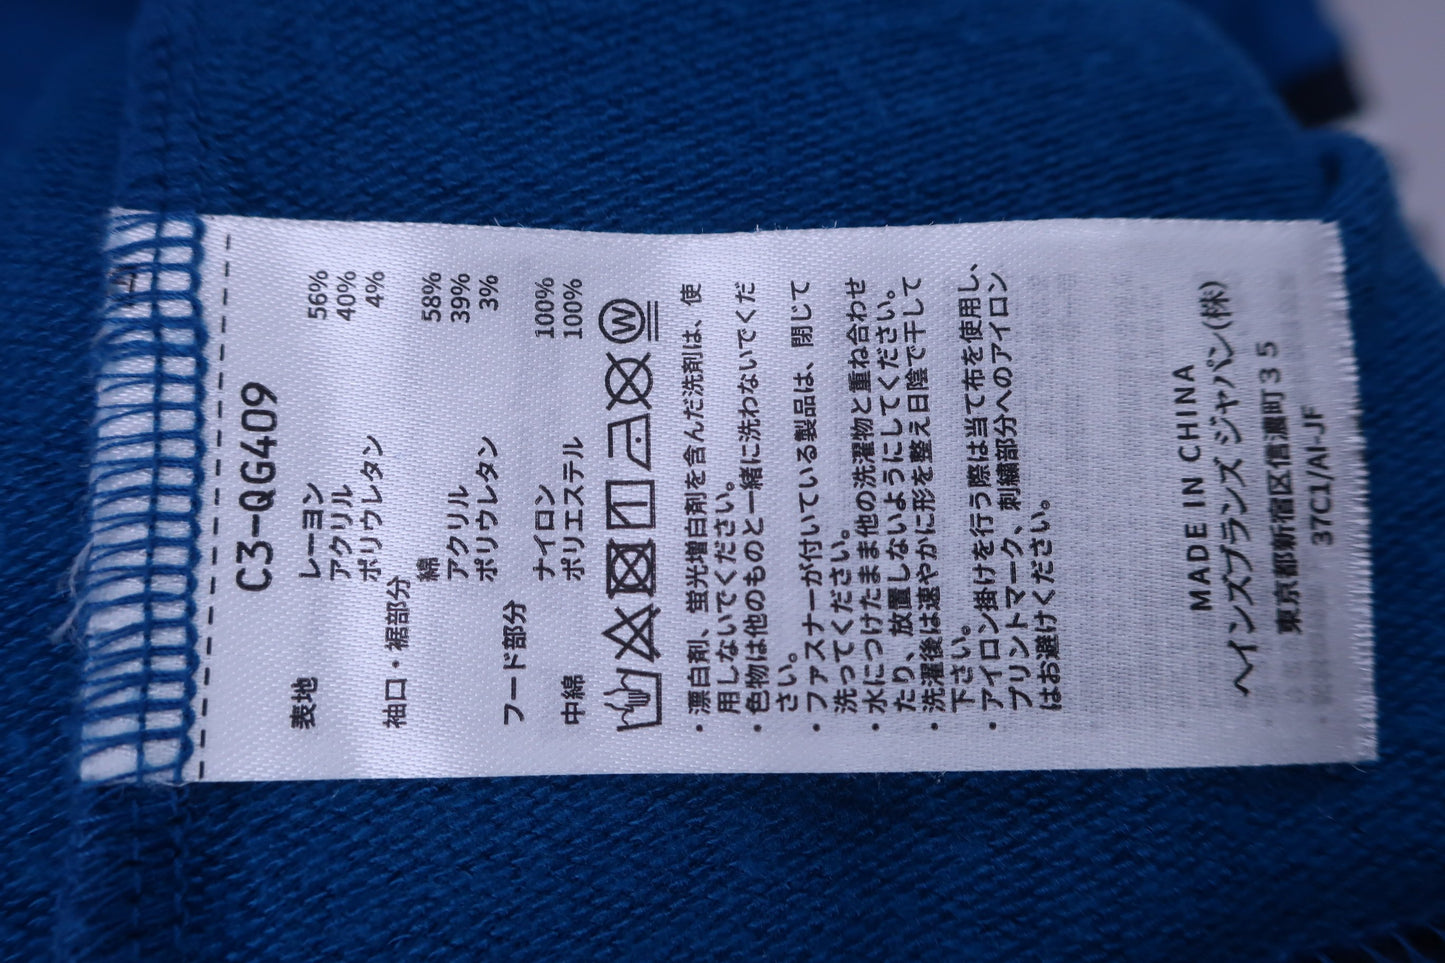 C3-QG409
表地 レーヨン 56%
アクリル 40%
ポリウレタン 4%
袖口・裾部分
綿 58%
アクリル 39%
ポリウレタン 3%
フード部分
ナイロン 100%
中綿 ポリエステル 100%
W
・漂白剤、蛍光増白剤を含んだ洗剤は、使
用しないでください。
・色物は他のものと一緒に洗わないでくだ
さい。
・ファスナーが付いている製品は、閉じて
洗ってください。
・水につけたまま他の洗濯物と重ね合わせ
たり、放置しないようにしてください。
・洗濯後は速やかに形を整え日陰で干して
下さい。
・アイロン掛けを行う際は当て布を使用し、
プリントマーク、刺繍部分へのアイロン
はお避けください。
MADE IN CHINA
ヘインズブランズ ジャパン(株)
東京都新宿区信濃町35
37C1/AI-JF